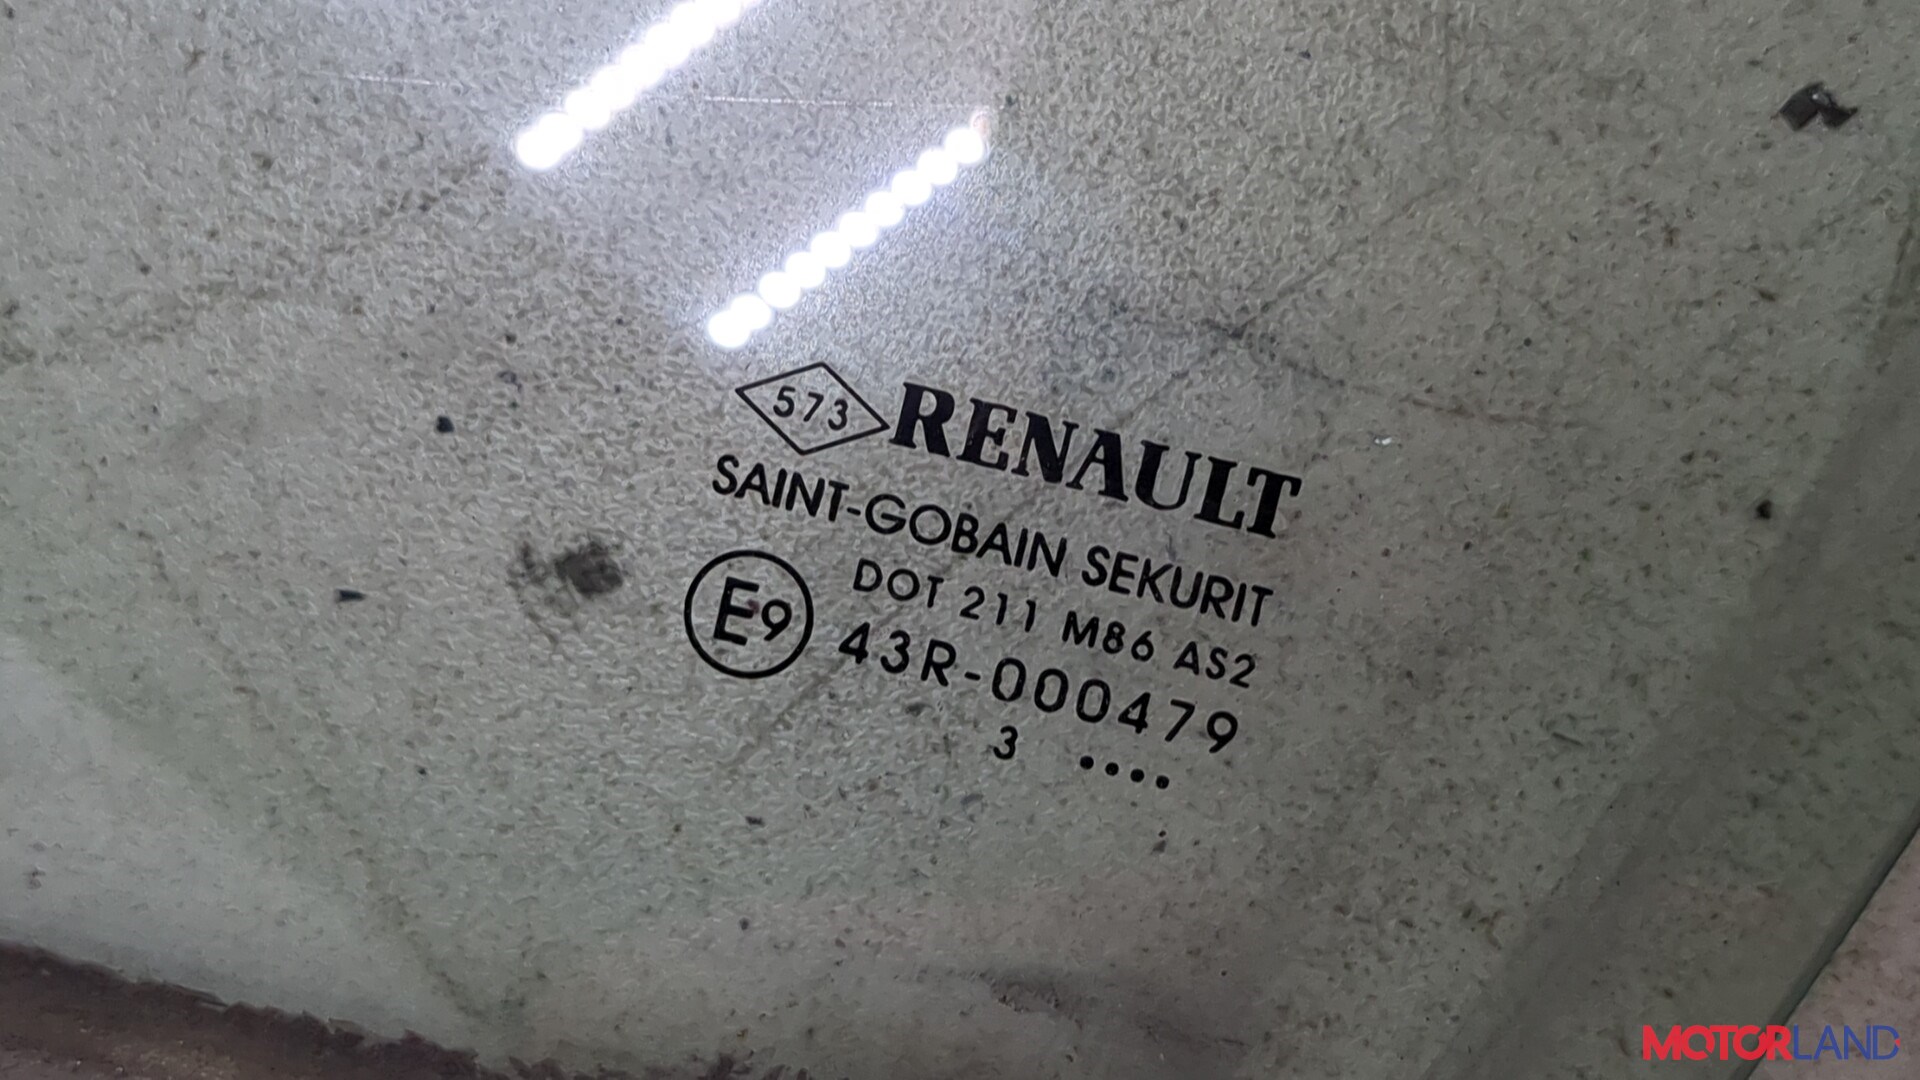 573 RENAULT
SAINT-GOBAIN SEKURIT
DOT 211 M86 AS2
E9 43R-000479
3 ....
MOTORLAND